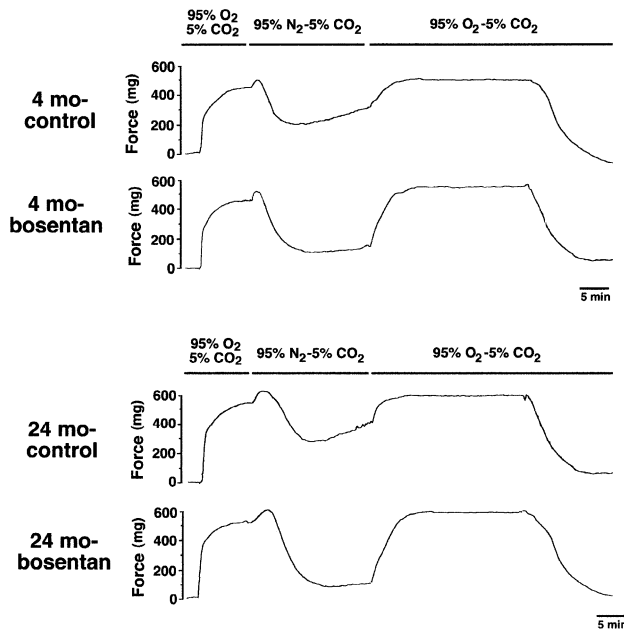 95% O2 5% CO2
95% N2-5% CO2
95% O2-5% CO2
4 mo-control
Force (mg)
600
400
200
0
4 mo-bosentan
Force (mg)
600
400
200
0
5 min
95% O2 5% CO2
95% N2-5% CO2
95% O2-5% CO2
24 mo-control
Force (mg)
600
400
200
0
24 mo-bosentan
Force (mg)
600
400
200
0
5 min